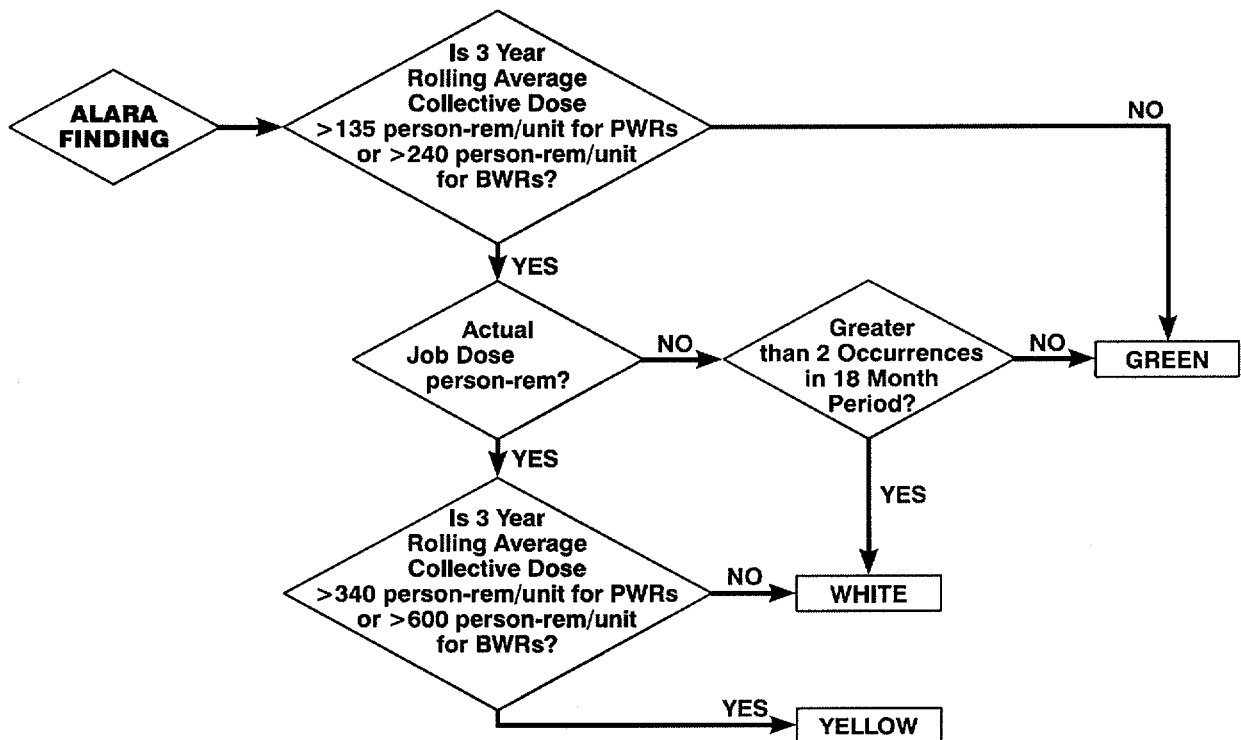 ALARA
FINDING
Is 3 Year
Rolling Average
Collective Dose
>135 person-rem/unit for PWRs
or >240 person-rem/unit
for BWRs?
NO
YES
Actual
Job Dose
person-rem?
NO
Greater
than 2 Occurrences
in 18 Month
Period?
NO
GREEN
YES
YES
Is 3 Year
Rolling Average
Collective Dose
>340 person-rem/unit for PWRs
or >600 person-rem/unit
for BWRs?
NO
WHITE
YES
YELLOW